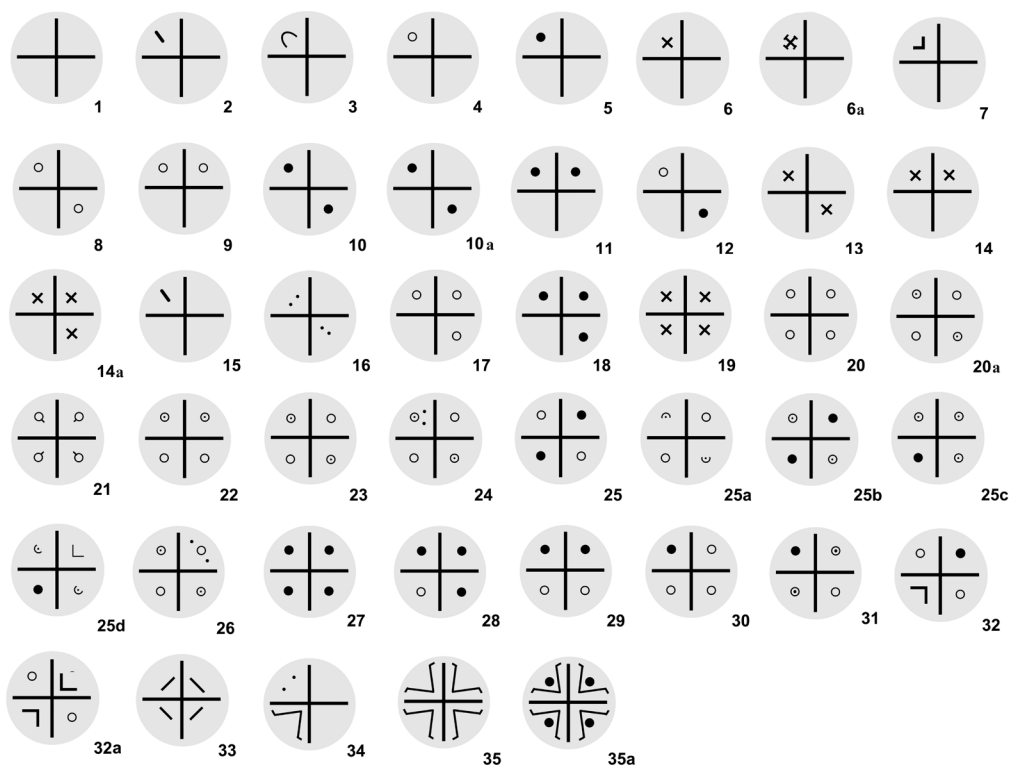 1 2 3 4 5 6 6a 7
8 9 10 10a 11 12 13 14
14a 15 16 17 18 19 20 20a
21 22 23 24 25 25a 25b 25c
25d 26 27 28 29 30 31 32
32a 33 34 35 35a